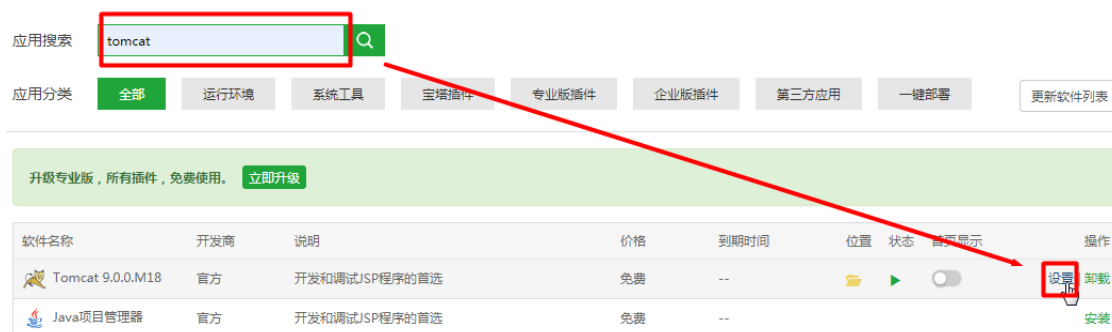 应用搜索 tomcat
应用分类 全部 运行环境 系统工具 宝塔插件 专业版插件 企业版插件 第三方应用 一键部署 更新软件列表
升级专业版，所有插件，免费使用。 立即升级
软件名称 开发商 说明 价格 到期时间 位置 状态 首页显示 操作
Tomcat 9.0.0.M18 官方 开发和调试JSP程序的首选 免费 -- 设置 卸载
Java项目管理器 官方 开发和调试JSP程序的首选 免费 -- 安装